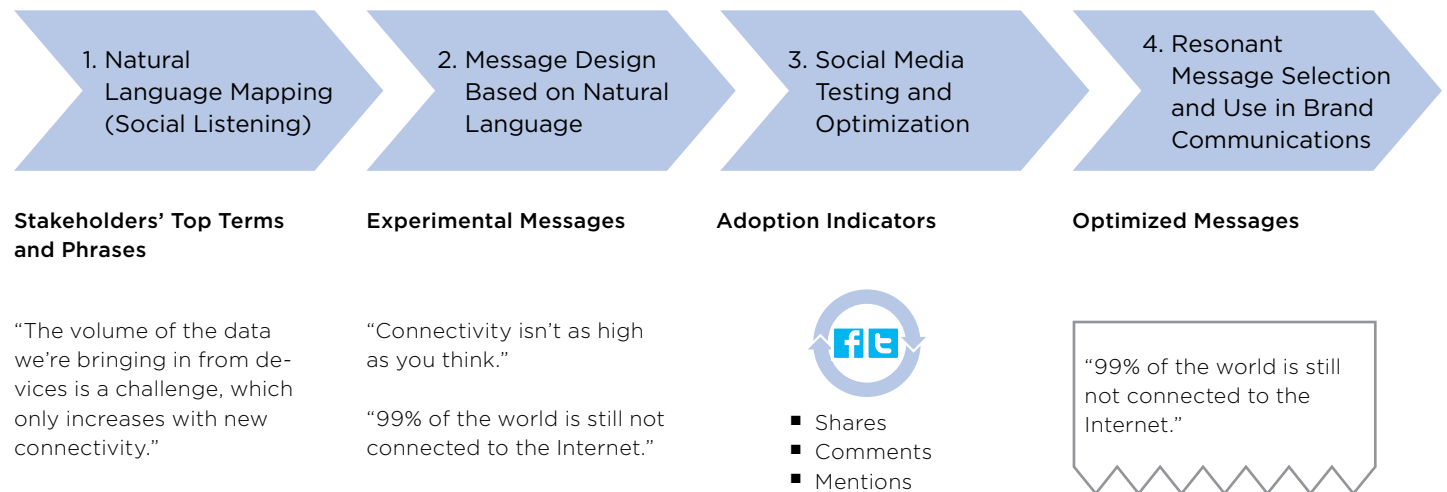 1. Natural
Language Mapping
(Social Listening)
2. Message Design
Based on Natural
Language
3. Social Media
Testing and
Optimization
4. Resonant
Message Selection
and Use in Brand
Communications
Stakeholders’ Top Terms
and Phrases
Experimental Messages
Adoption Indicators
Optimized Messages
“The volume of the data
we’re bringing in from de-
vices is a challenge, which
only increases with new
connectivity.”
“Connectivity isn’t as high
as you think.”
“99% of the world is still not
connected to the Internet.”
f t
■ Shares
■ Comments
■ Mentions
“99% of the world is still
not connected to the
Internet.”